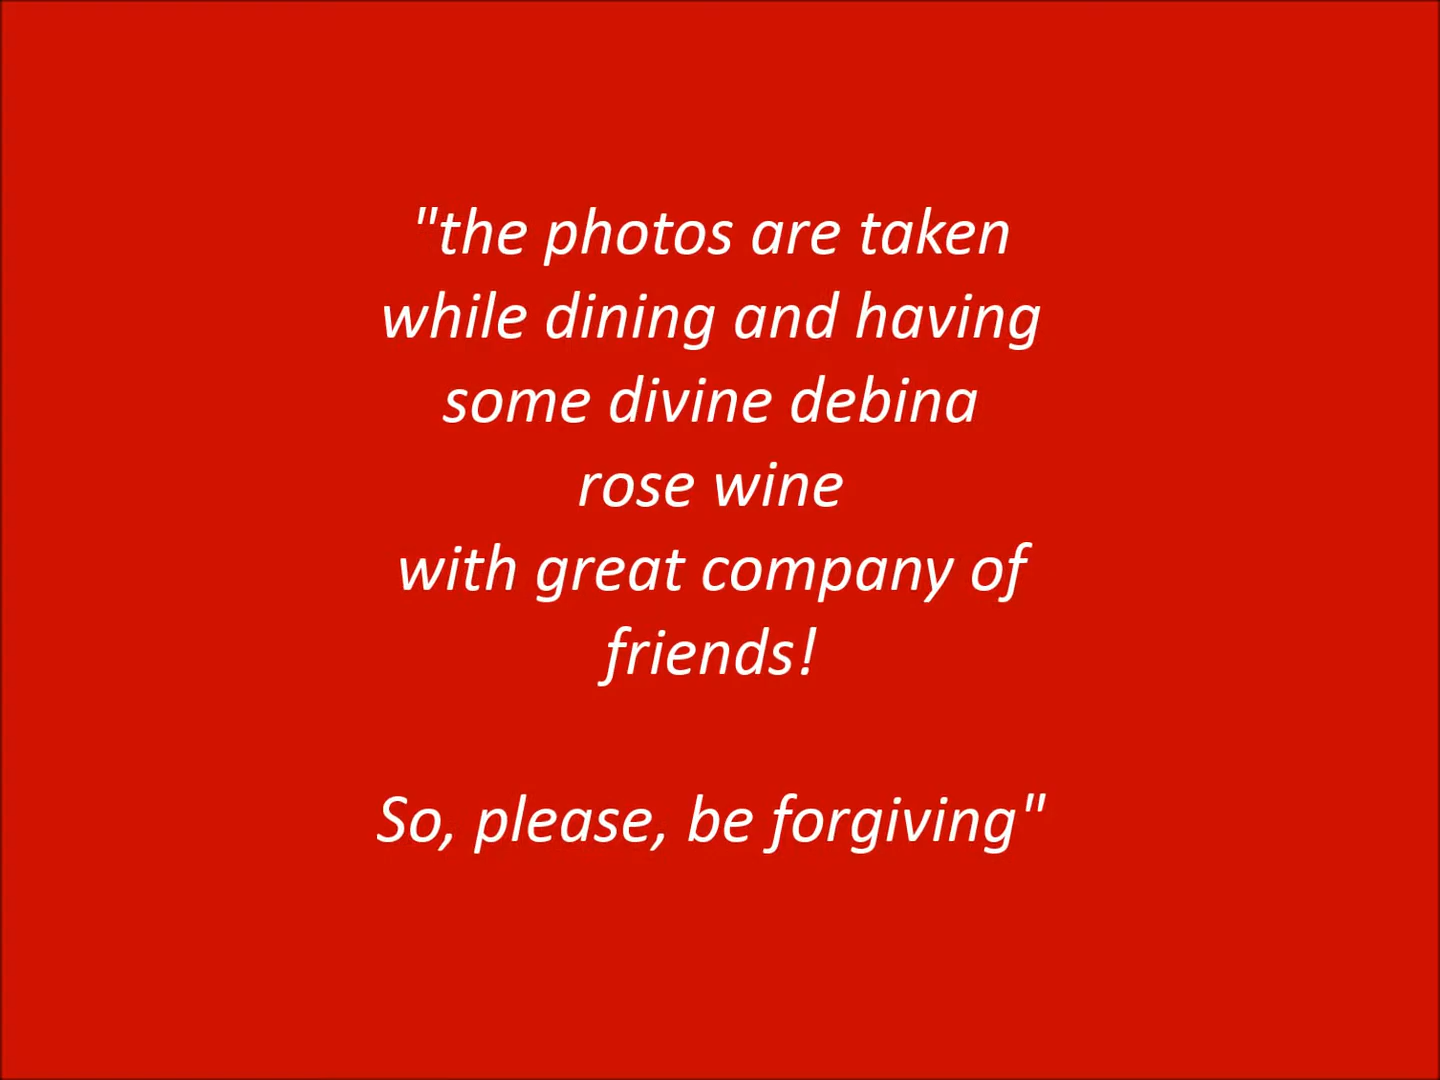 "the photos are taken
while dining and having
some divine debina
rose wine
with great company of
friends!
So, please, be forgiving"